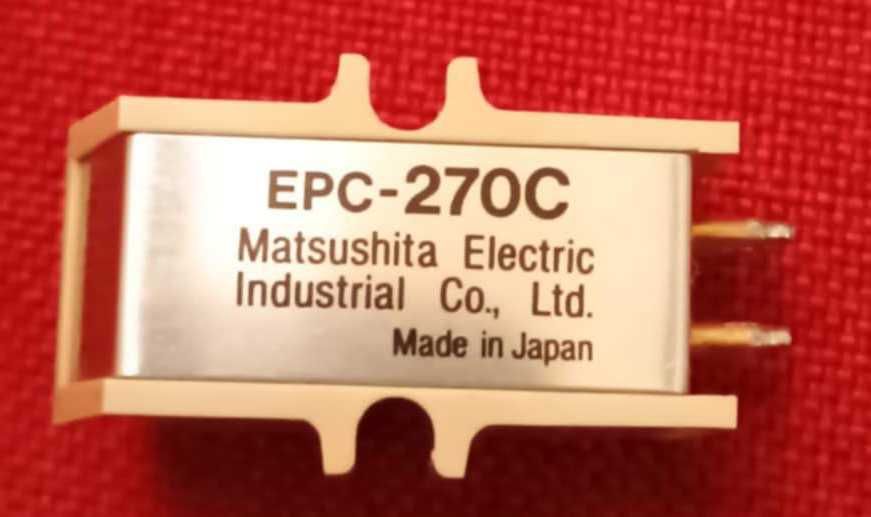 EPC-270C
Matsushita Electric
Industrial Co., Ltd.
Made in Japan